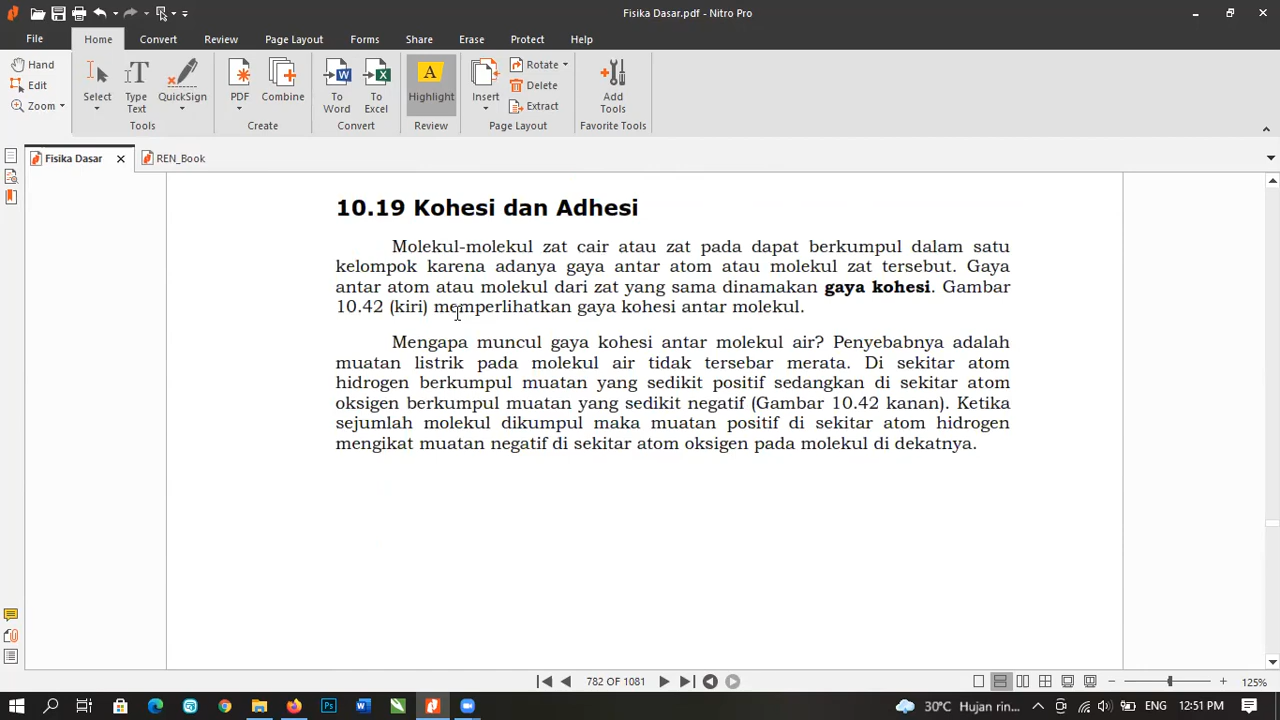 Fisika Dasar.pdf - Nitro Pro
File Home Convert Review Page Layout Forms Share Erase Protect Help
Hand
Edit
Zoom
Select
Type Text
QuickSign
Tools
PDF
Combine
Create
To Word
To Excel
Convert
Highlight
Review
Insert
Rotate
Delete
Extract
Page Layout
Add Tools
Favorite Tools
Fisika Dasar REN_Book
10.19 Kohesi dan Adhesi
Molekul-molekul zat cair atau zat pada dapat berkumpul dalam satu
kelompok karena adanya gaya antar atom atau molekul zat tersebut. Gaya
antar atom atau molekul dari zat yang sama dinamakan gaya kohesi. Gambar
10.42 (kiri) memperlihatkan gaya kohesi antar molekul.
Mengapa muncul gaya kohesi antar molekul air? Penyebabnya adalah
muatan listrik pada molekul air tidak tersebar merata. Di sekitar atom
hidrogen berkumpul muatan yang sedikit positif sedangkan di sekitar atom
oksigen berkumpul muatan yang sedikit negatif (Gambar 10.42 kanan). Ketika
sejumlah molekul dikumpul maka muatan positif di sekitar atom hidrogen
mengikat muatan negatif di sekitar atom oksigen pada molekul di dekatnya.
782 OF 1081
125%
30°C Hujan rin... ENG 12:51 PM